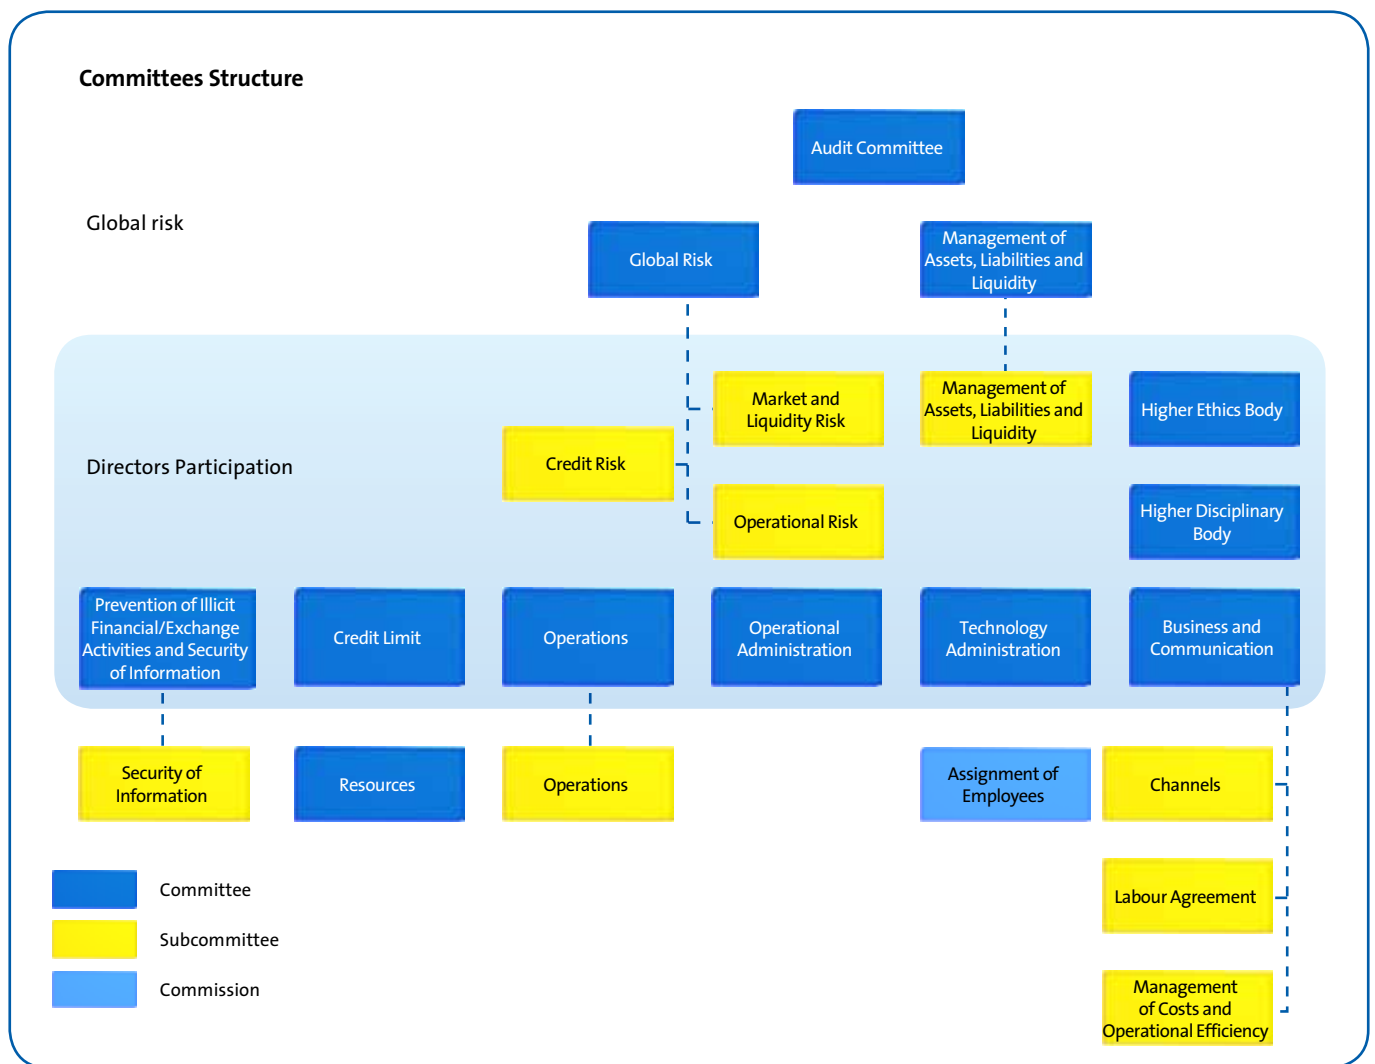 Committees Structure
Audit Committee
Global risk
Global Risk
Management of
Assets, Liabilities and
Liquidity
Market and
Liquidity Risk
Management of
Assets, Liabilities and
Liquidity
Higher Ethics Body
Directors Participation
Credit Risk
Operational Risk
Higher Disciplinary
Body
Prevention of Illicit
Financial/Exchange
Activities and Security
of Information
Credit Limit
Operations
Operational
Administration
Technology
Administration
Business and
Communication
Security of
Information
Resources
Operations
Assignment of
Employees
Channels
Labour Agreement
Management
of Costs and
Operational Efficiency
Committee
Subcommittee
Commission